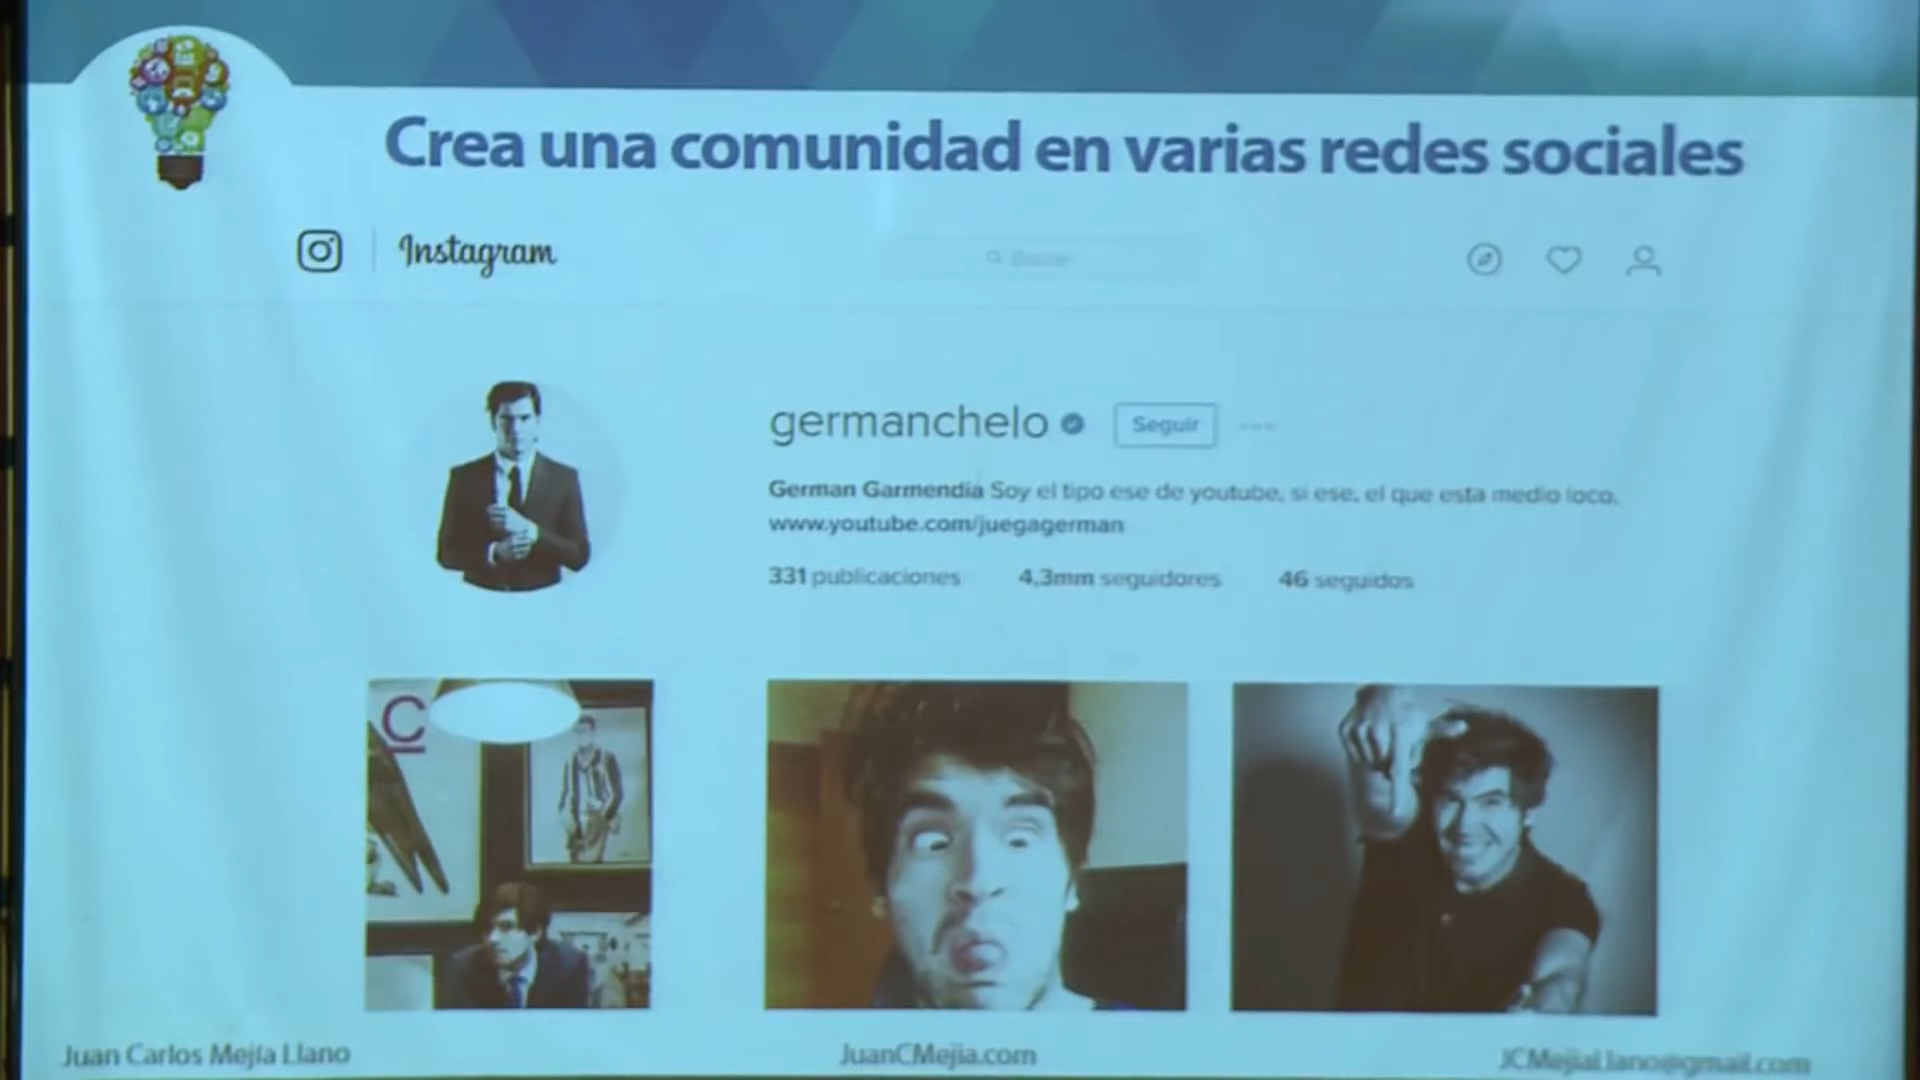 Crea una comunidad en varias redes sociales
Instagram
Buscar
germanchelo
Seguir
German Garmendia Soy el tipo ese de youtube, si ese, el que esta medio loco.
www.youtube.com/juegagerman
331 publicaciones 4,3mm seguidores 46 seguidos
C
Juan Carlos Mejía Llano
JuanCMejia.com
JCMejiaLlano@gmail.com